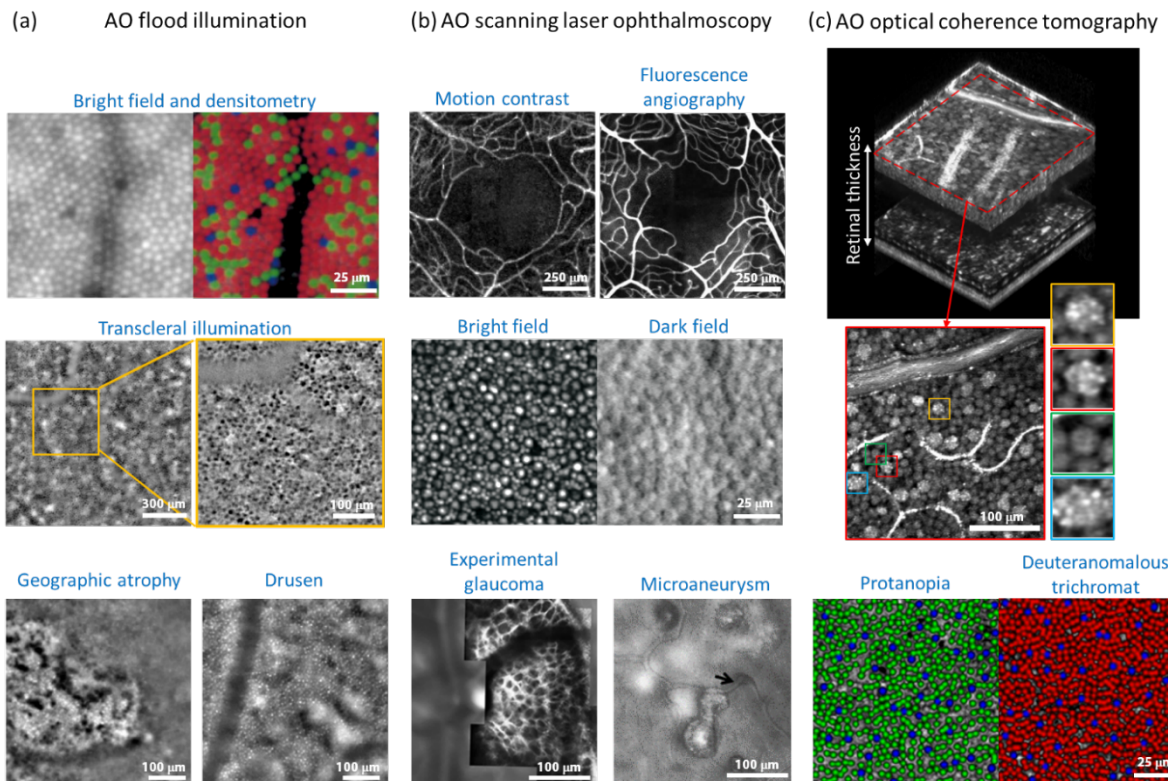 (a) AO flood illumination
(b) AO scanning laser ophthalmoscopy
(c) AO optical coherence tomography
Bright field and densitometry
25 µm
Transcleral illumination
300 µm
100 µm
Geographic atrophy
Drusen
100 µm
100 µm
Motion contrast
Fluorescence
angiography
250 µm
250 µm
Bright field
Dark field
25 µm
Experimental
glaucoma
Microaneurysm
100 µm
100 µm
Retinal thickness
100 µm
Protanopia
Deuteranomalous
trichromat
25 µm